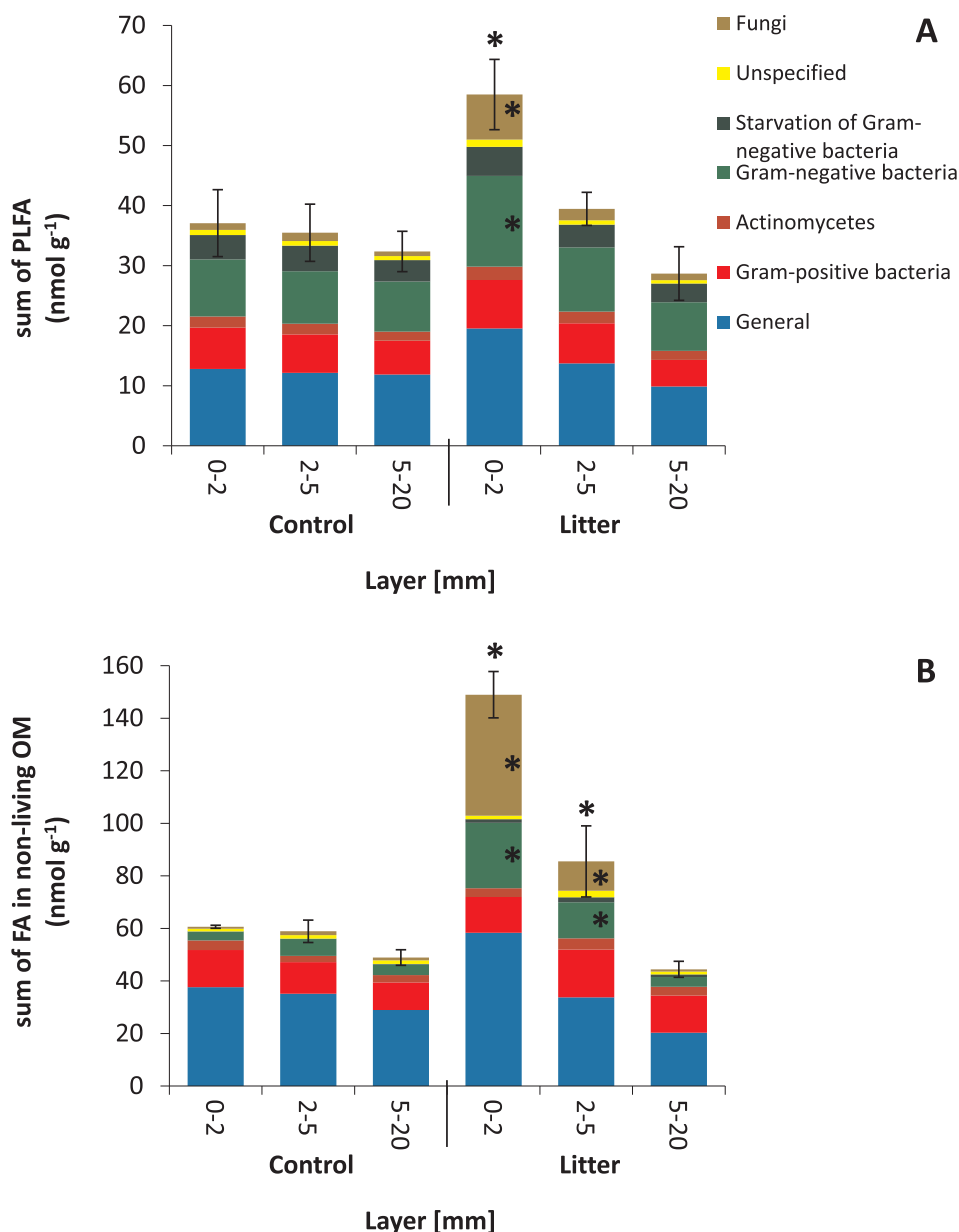 A
70
60
50
40
30
20
10
0
sum of PLFA
(nmol g-1)
*
*
*
Fungi
Unspecified
Starvation of Gram-
negative bacteria
Gram-negative bacteria
Actinomycetes
Gram-positive bacteria
General
0-2
2-5
5-20
0-2
2-5
5-20
Control
Litter
Layer [mm]
B
160
140
120
100
80
60
40
20
0
sum of FA in non-living OM
(nmol g-1)
*
*
*
*
*
*
0-2
2-5
5-20
0-2
2-5
5-20
Control
Litter
Layer [mm]